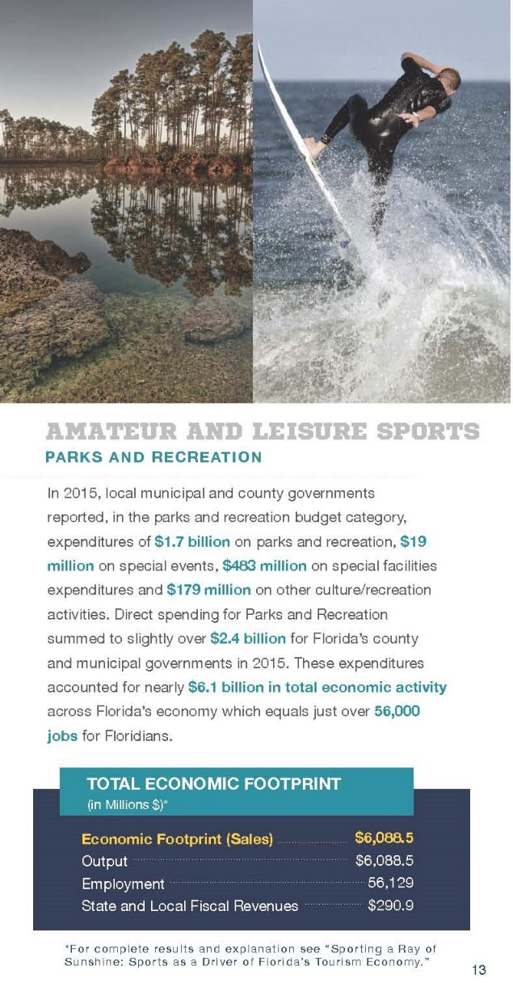 AMATEUR AND LEISURE SPORTS
PARKS AND RECREATION
In 2015, local municipal and county governments
reported, in the parks and recreation budget category,
expenditures of $1.7 billion on parks and recreation, $19
million on special events, $483 million on special facilities
expenditures and $179 million on other culture/recreation
activities. Direct spending for Parks and Recreation
summed to slightly over $2.4 billion for Florida's county
and municipal governments in 2015. These expenditures
accounted for nearly $6.1 billion in total economic activity
across Florida's economy which equals just over 56,000
jobs for Floridians.
TOTAL ECONOMIC FOOTPRINT
(in Millions $)*
Economic Footprint (Sales) $6,088.5
Output $6,088.5
Employment 56,129
State and Local Fiscal Revenues $290.9
*For complete results and explanation see "Sporting a Ray of
Sunshine: Sports as a Driver of Florida's Tourism Economy."
13